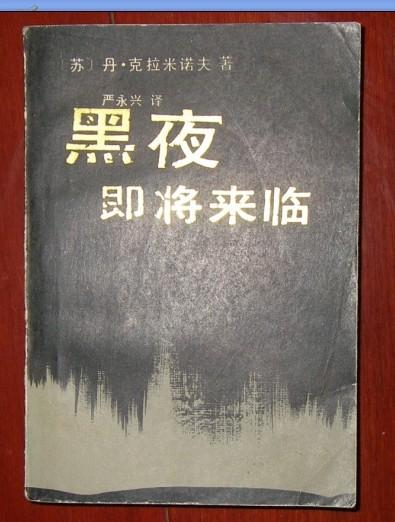 〔苏〕丹·克拉米诺夫 著
严永兴 译
黑夜
即将来临